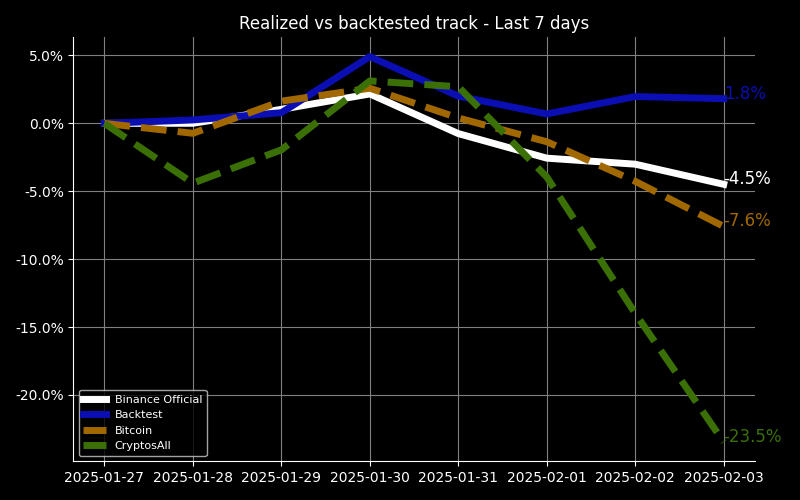 Realized vs backtested track - Last 7 days
5.0%
0.0%
-5.0%
-10.0%
-15.0%
-20.0%
1.8%
-4.5%
-7.6%
-23.5%
Binance Official
Backtest
Bitcoin
CryptosAll
2025-01-27 2025-01-28 2025-01-29 2025-01-30 2025-01-31 2025-02-01 2025-02-02 2025-02-03